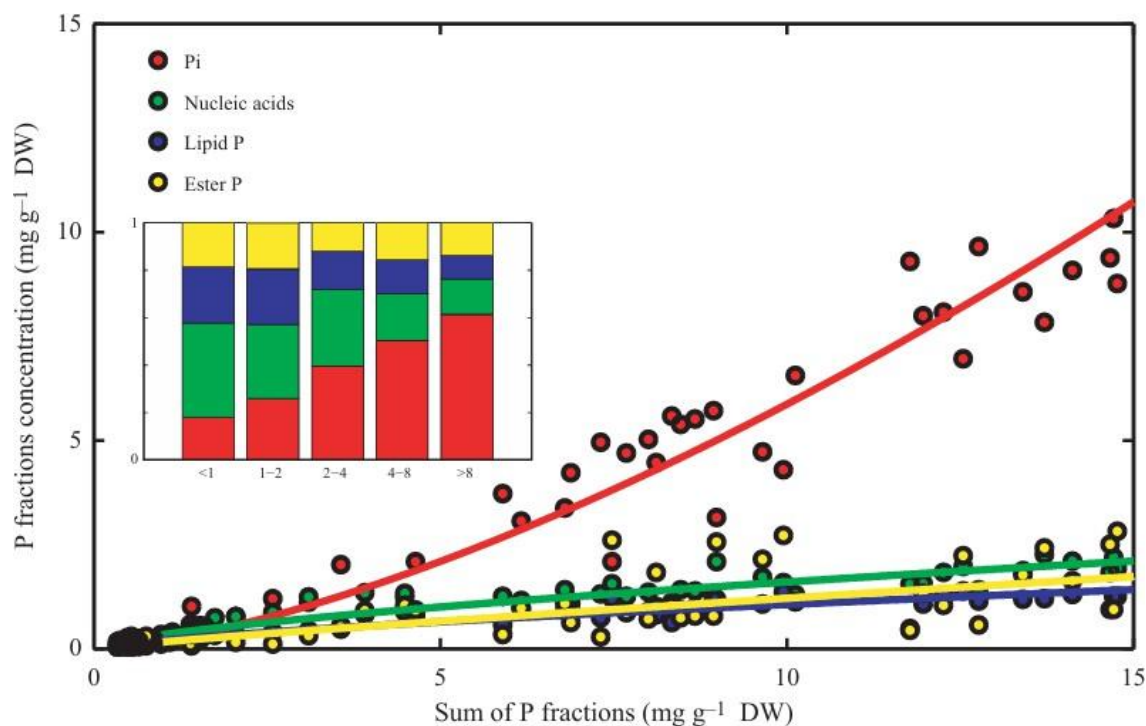 15
Pi
Nucleic acids
Lipid P
Ester P
1
10
0
<1 1–2 2–4 4–8 >8
5
0
0 5 10 15
Sum of P fractions (mg g⁻¹ DW)
P fractions concentration (mg g⁻¹ DW)